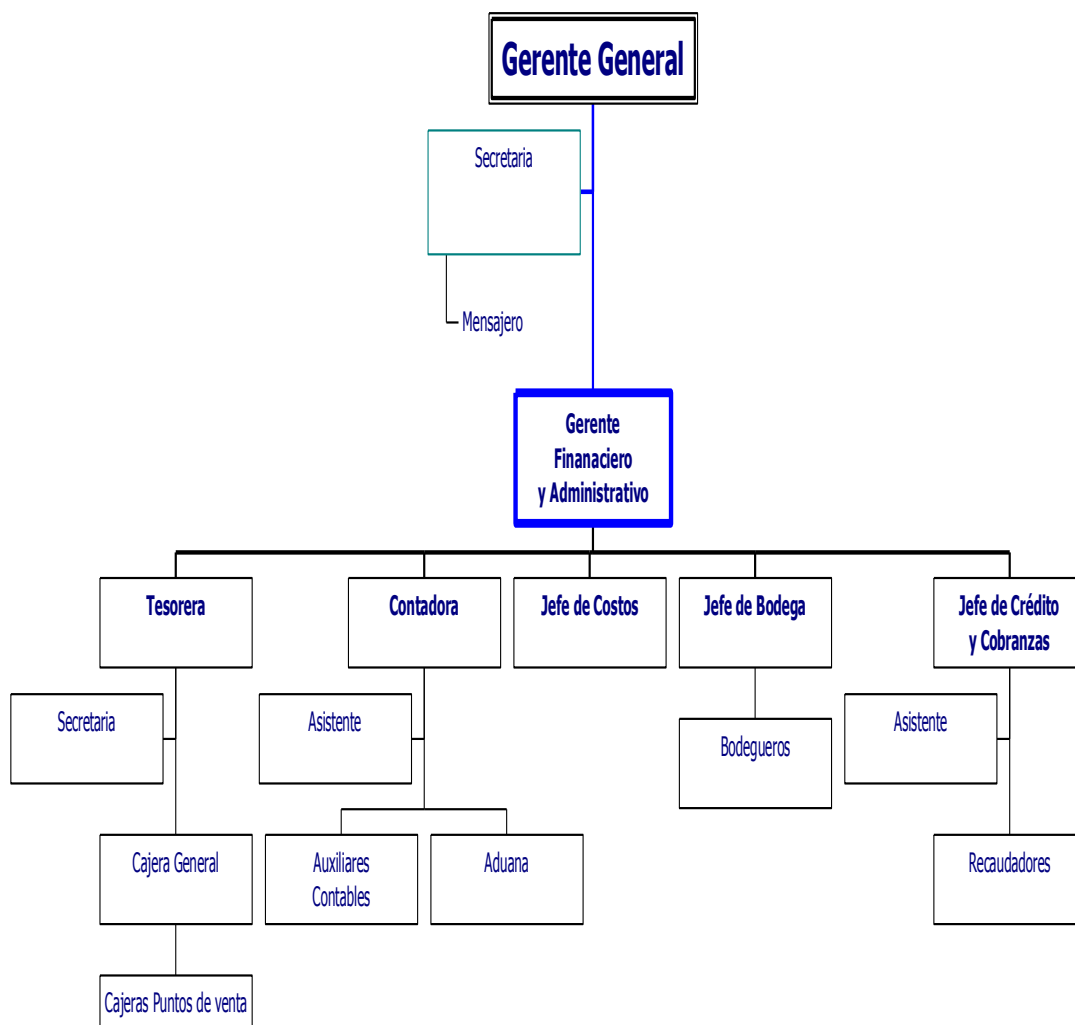 Gerente General
Secretaria
Mensajero
Gerente
Finanaciero
y Administrativo
Tesorera
Contadora
Jefe de Costos
Jefe de Bodega
Jefe de Crédito
y Cobranzas
Secretaria
Asistente
Bodegueros
Asistente
Cajera General
Auxiliares
Contables
Aduana
Recaudadores
Cajeras Puntos de venta